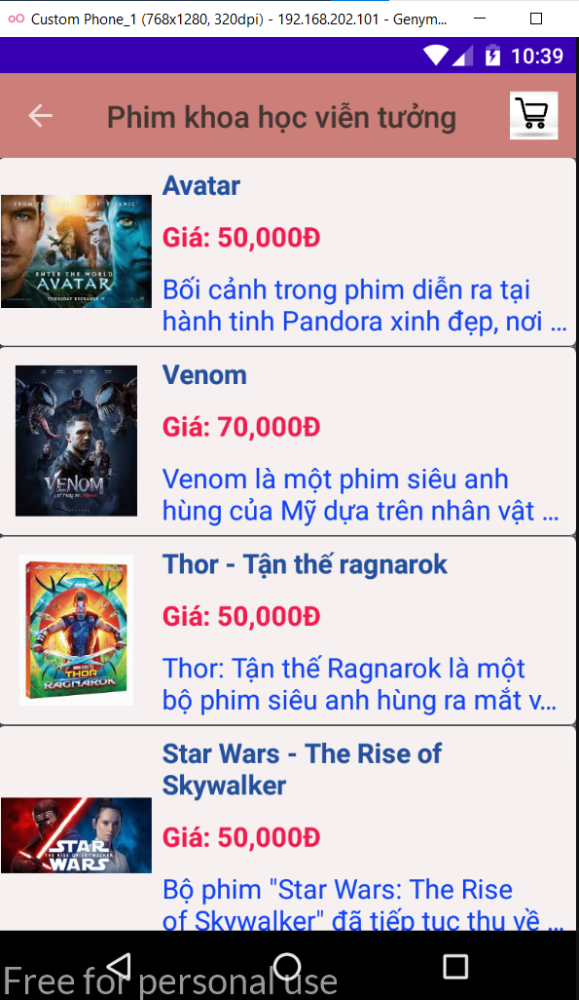 Custom Phone_1 (768x1280, 320dpi) - 192.168.202.101 - Genym...
10:39
Phim khoa học viễn tưởng
Avatar
Giá: 50,000Đ
Bối cảnh trong phim diễn ra tại
hành tinh Pandora xinh đẹp, nơi ...
ENTER THE WORLD
AVATAR
Venom
Giá: 70,000Đ
Venom là một phim siêu anh
hùng của Mỹ dựa trên nhân vật ...
VENOM
Thor - Tận thế ragnarok
Giá: 50,000Đ
Thor: Tận thế Ragnarok là một
bộ phim siêu anh hùng ra mắt v...
THOR
RAGNAROK
Star Wars - The Rise of
Skywalker
Giá: 50,000Đ
Bộ phim "Star Wars: The Rise
of Skywalker" đã tiếp tục thu về ...
STAR
THE RISE OF SKYWALKER
WARS
Free for personal use